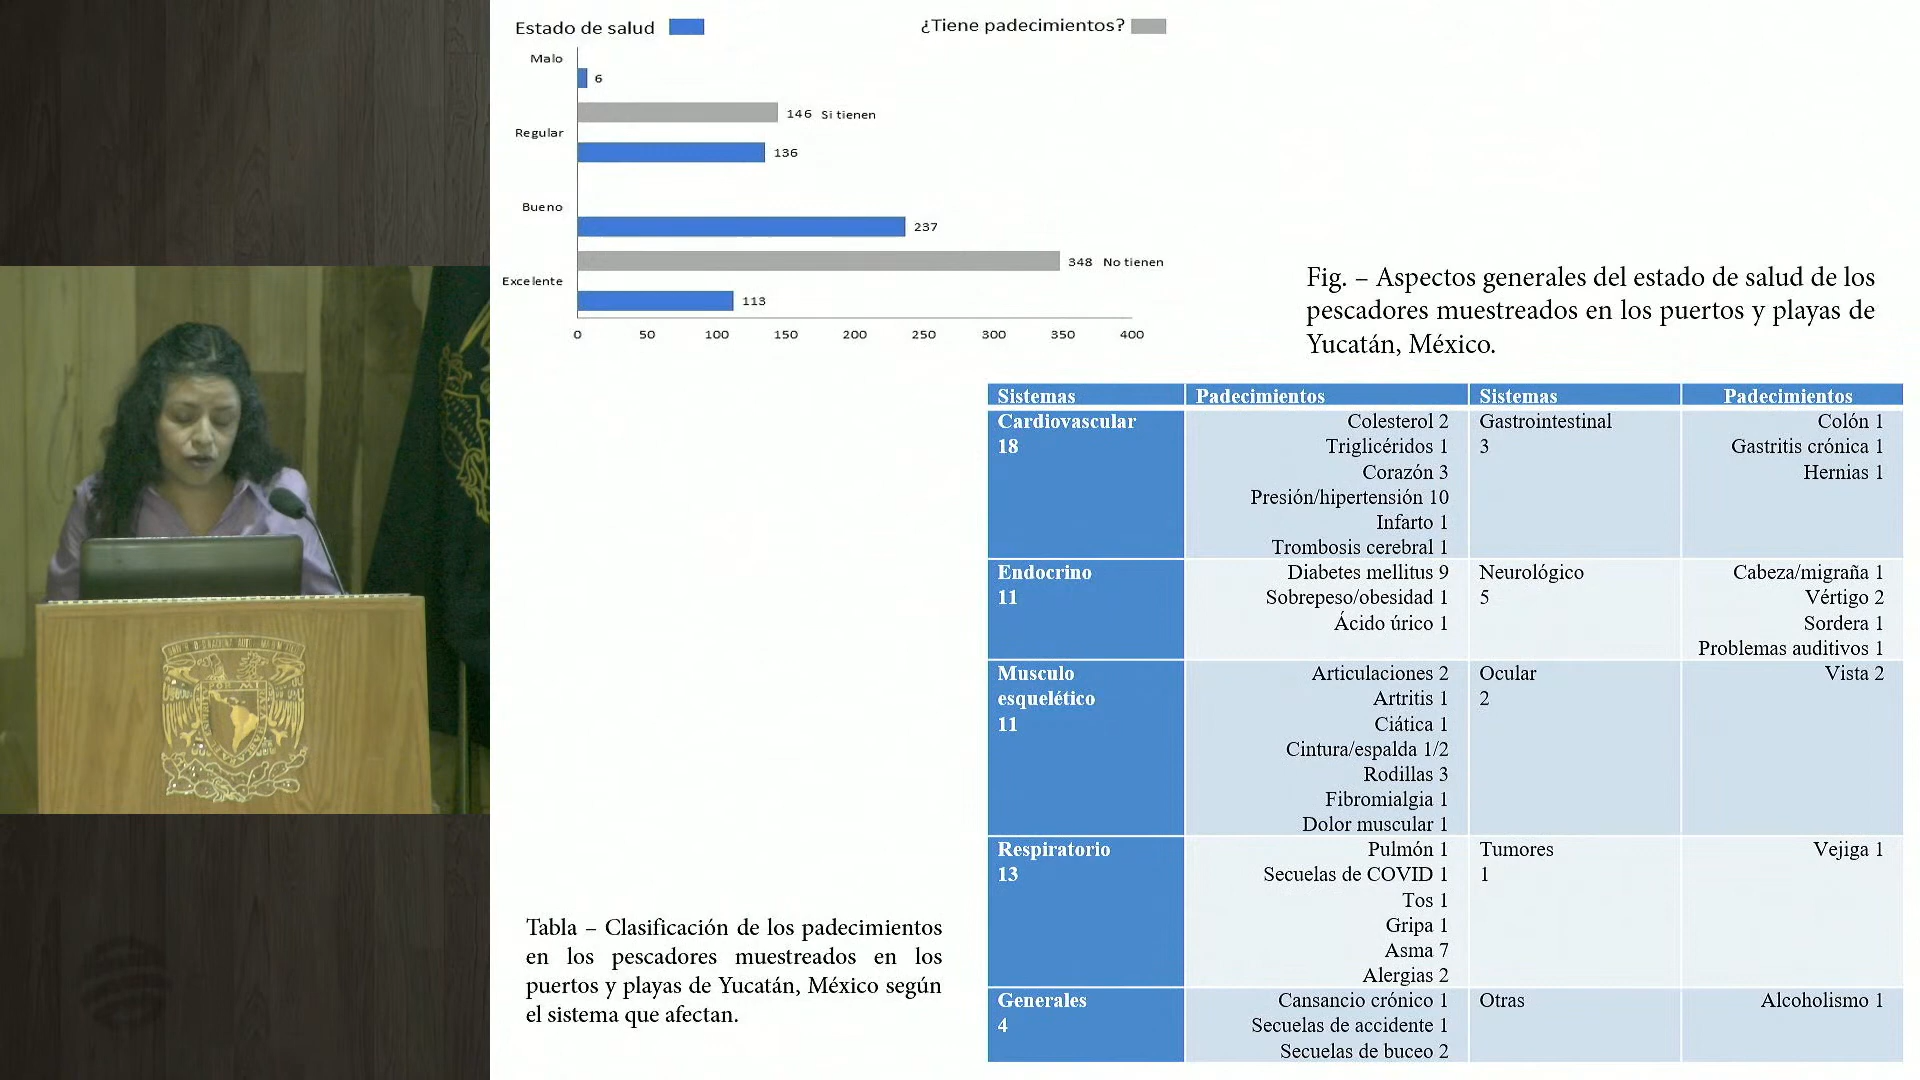 Estado de salud
¿Tiene padecimientos?
Malo
6
146 Si tienen
Regular
136
Bueno
237
348 No tienen
Excelente
113
0 50 100 150 200 250 300 350 400
Fig. – Aspectos generales del estado de salud de los
pescadores muestreados en los puertos y playas de
Yucatán, México.
Sistemas Padecimientos Sistemas Padecimientos
Cardiovascular Colesterol 2 Gastrointestinal Colón 1
18 Triglicéridos 1 3 Gastritis crónica 1
Corazón 3 Hernias 1
Presión/hipertensión 10
Infarto 1
Trombosis cerebral 1
Endocrino Diabetes mellitus 9 Neurológico Cabeza/migraña 1
11 Sobrepeso/obesidad 1 5 Vértigo 2
Ácido úrico 1 Sordera 1
Problemas auditivos 1
Musculo Articulaciones 2 Ocular Vista 2
esquelético Artritis 1 2
11 Ciática 1
Cintura/espalda 1/2
Rodillas 3
Fibromialgia 1
Dolor muscular 1
Respiratorio Pulmón 1 Tumores Vejiga 1
13 Secuelas de COVID 1 1
Tos 1
Gripa 1
Asma 7
Alergias 2
Generales Cansancio crónico 1 Otras Alcoholismo 1
4 Secuelas de accidente 1
Secuelas de buceo 2
Tabla – Clasificación de los padecimientos
en los pescadores muestreados en los
puertos y playas de Yucatán, México según
el sistema que afectan.